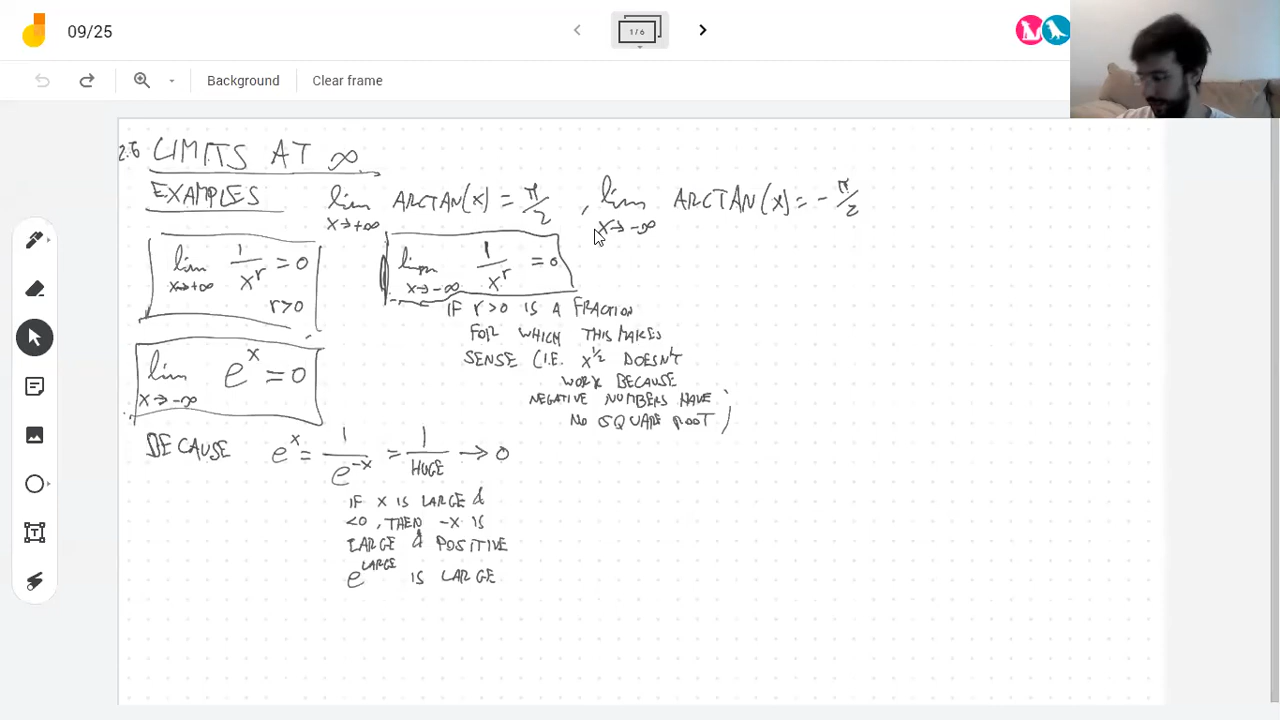 09/25
1/6
Background
Clear frame
2.6 LIMITS AT ∞
EXAMPLES lim x→+∞ ARCTAN(x) = π/2 , lim x→-∞ ARCTAN(x) = - π/2
lim x→+∞ 1/x^r = 0
r>0
lim x→-∞ 1/x^r = 0
IF r>0 IS A FRACTION
FOR WHICH THIS MAKES
SENSE (I.E. x^1/2 DOESN'T
WORK BECAUSE
NEGATIVE NUMBERS HAVE
NO SQUARE ROOT)
lim x→-∞ e^x = 0
BECAUSE e^x = 1/e^-x = 1/HUGE → 0
IF x IS LARGE &
<0, THEN -x IS
LARGE & POSITIVE
e^LARGE IS LARGE